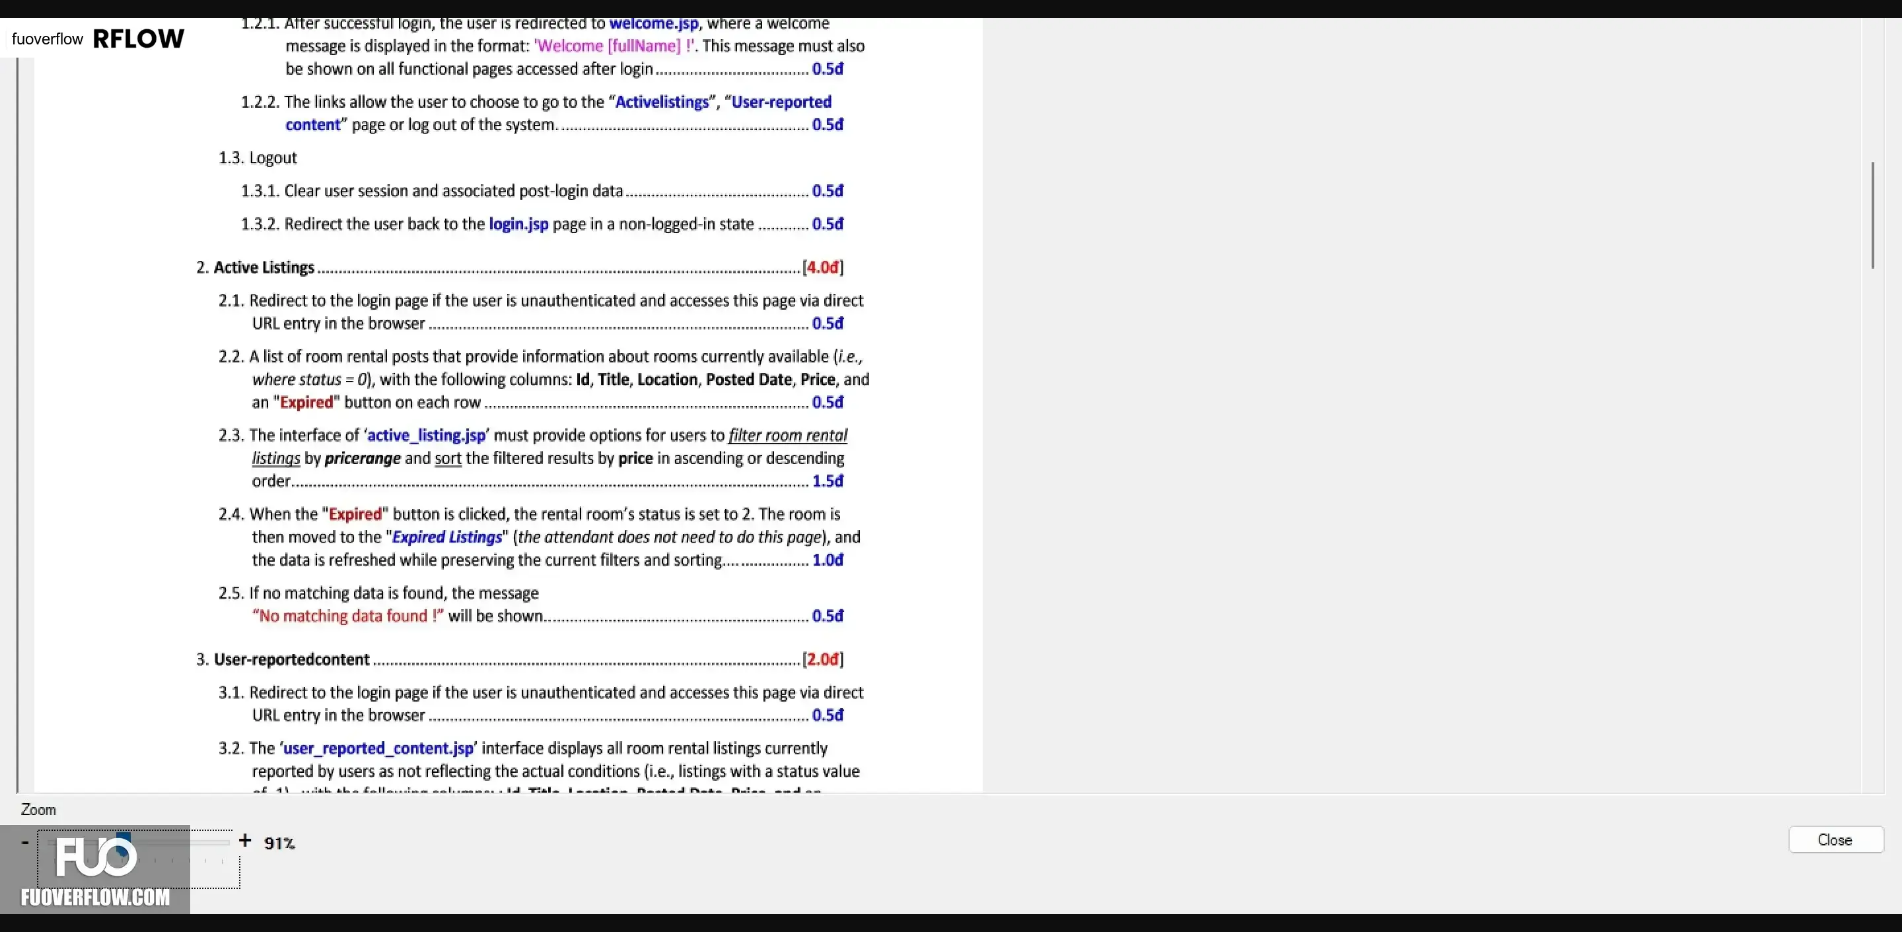 fuoverflow RFLOW
1.2.1. After successful login, the user is redirected to welcome.jsp, where a welcome
message is displayed in the format: 'Welcome [fullName] !'. This message must also
be shown on all functional pages accessed after login.................................... 0.5đ
1.2.2. The links allow the user to choose to go to the “Activelistings”, “User-reported
content” page or log out of the system........................................................... 0.5đ
1.3. Logout
1.3.1. Clear user session and associated post-login data........................................... 0.5đ
1.3.2. Redirect the user back to the login.jsp page in a non-logged-in state ............ 0.5đ
2. Active Listings....................................................................................................................[4.0đ]
2.1. Redirect to the login page if the user is unauthenticated and accesses this page via direct
URL entry in the browser ........................................................................................... 0.5đ
2.2. A list of room rental posts that provide information about rooms currently available (i.e.,
where status = 0), with the following columns: Id, Title, Location, Posted Date, Price, and
an "Expired" button on each row .............................................................................. 0.5đ
2.3. The interface of ‘active_listing.jsp’ must provide options for users to filter room rental
listings by pricerange and sort the filtered results by price in ascending or descending
order............................................................................................................................ 1.5đ
2.4. When the "Expired" button is clicked, the rental room’s status is set to 2. The room is
then moved to the "Expired Listings" (the attendant does not need to do this page), and
the data is refreshed while preserving the current filters and sorting.................... 1.0đ
2.5. If no matching data is found, the message
“No matching data found !” will be shown................................................................ 0.5đ
3. User-reportedcontent .......................................................................................................[2.0đ]
3.1. Redirect to the login page if the user is unauthenticated and accesses this page via direct
URL entry in the browser ........................................................................................... 0.5đ
3.2. The ‘user_reported_content.jsp’ interface displays all room rental listings currently
reported by users as not reflecting the actual conditions (i.e., listings with a status value
of 1), with the following columns: Id, Title, Location, Posted Date, Price, and an
Zoom
- + 91%
Close
FUO
FUOVERFLOW.COM